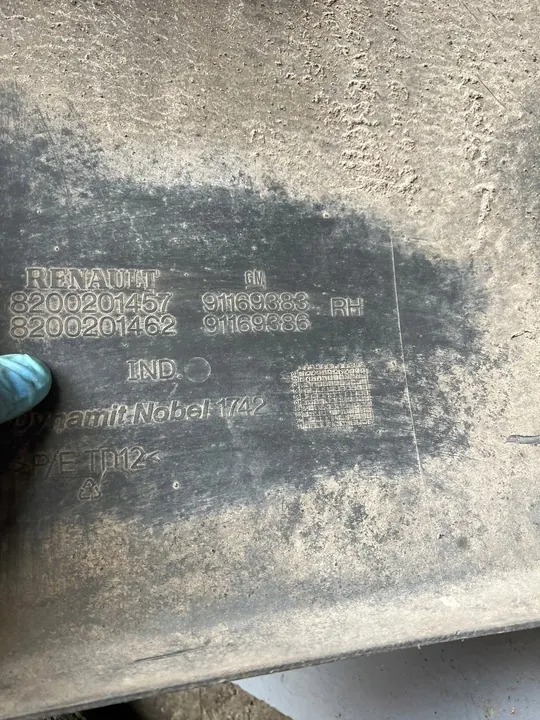 RENAULT
8200201457
8200201462
GM
91169383
91169386
RH
IND.
Dynamit Nobel 1742
>P/E TD12<